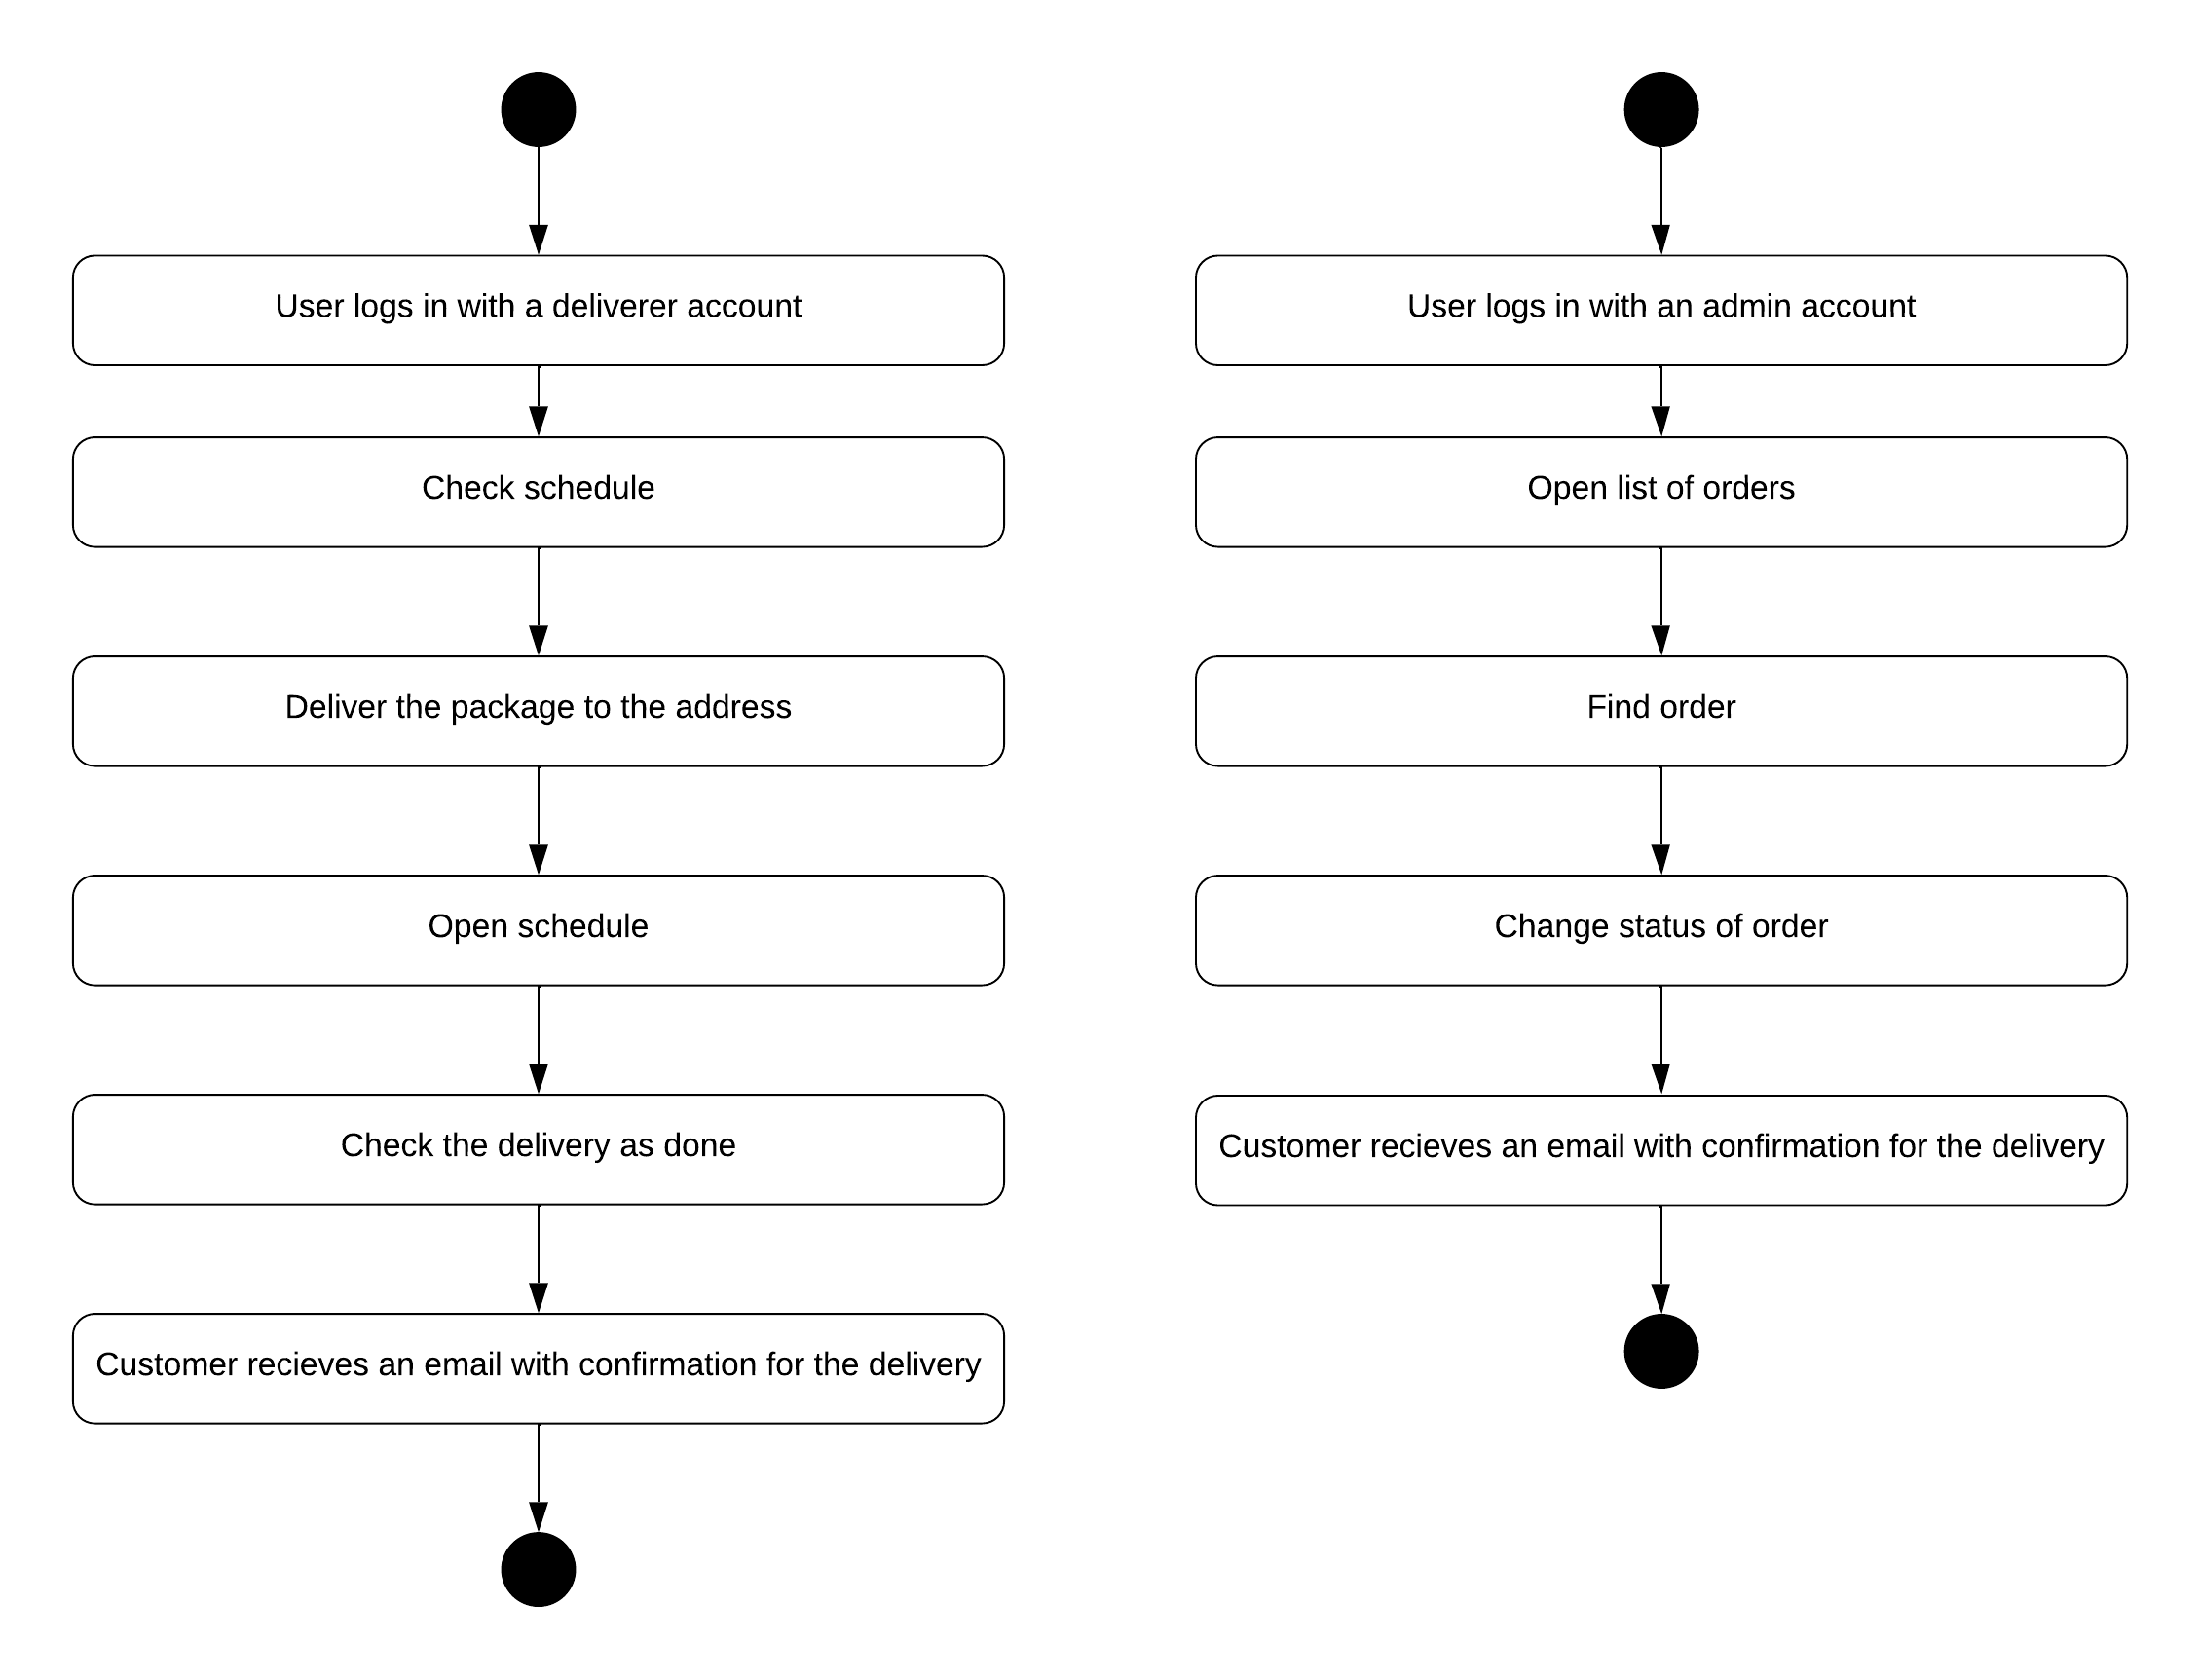 User logs in with a deliverer account
Check schedule
Deliver the package to the address
Open schedule
Check the delivery as done
Customer recieves an email with confirmation for the delivery
User logs in with an admin account
Open list of orders
Find order
Change status of order
Customer recieves an email with confirmation for the delivery